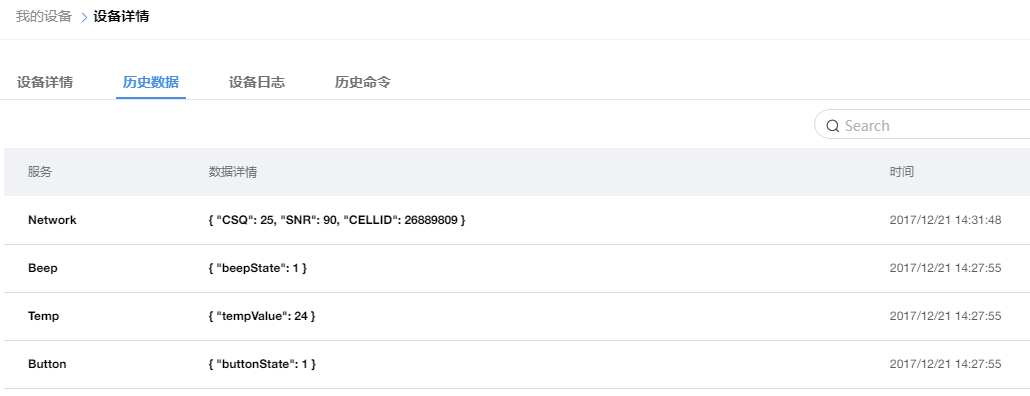 我的设备 > 设备详情
设备详情 历史数据 设备日志 历史命令
Search
服务 数据详情 时间
Network { "CSQ": 25, "SNR": 90, "CELLID": 26889809 } 2017/12/21 14:31:48
Beep { "beepState": 1 } 2017/12/21 14:27:55
Temp { "tempValue": 24 } 2017/12/21 14:27:55
Button { "buttonState": 1 } 2017/12/21 14:27:55